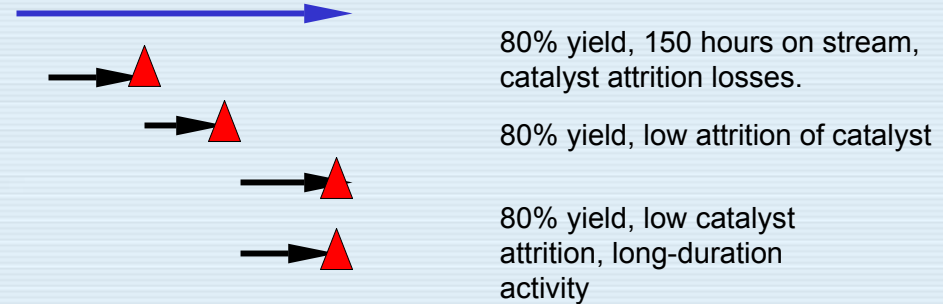 80% yield, 150 hours on stream,
catalyst attrition losses.
80% yield, low attrition of catalyst
80% yield, low catalyst
attrition, long-duration
activity